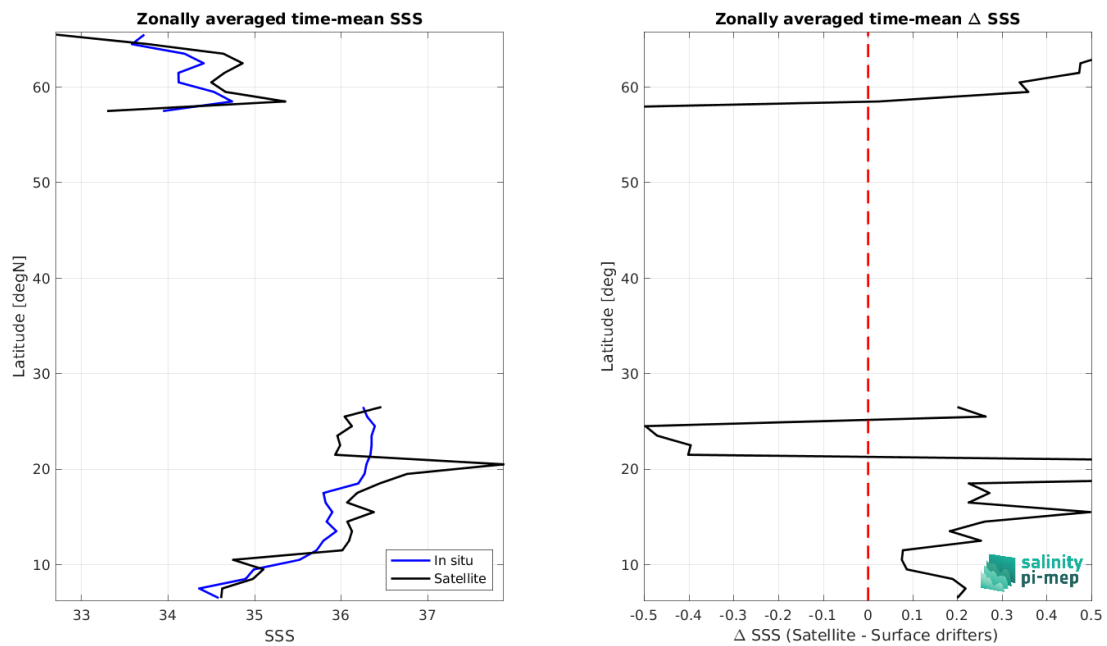 Zonally averaged time-mean SSS
60
50
40
30
20
10
Latitude [degN]
33
34
35
36
37
SSS
In situ
Satellite
Zonally averaged time-mean Δ SSS
60
50
40
30
20
10
Latitude [deg]
-0.5
-0.4
-0.3
-0.2
-0.1
0
0.1
0.2
0.3
0.4
0.5
Δ SSS (Satellite - Surface drifters)
salinity
pi-mep